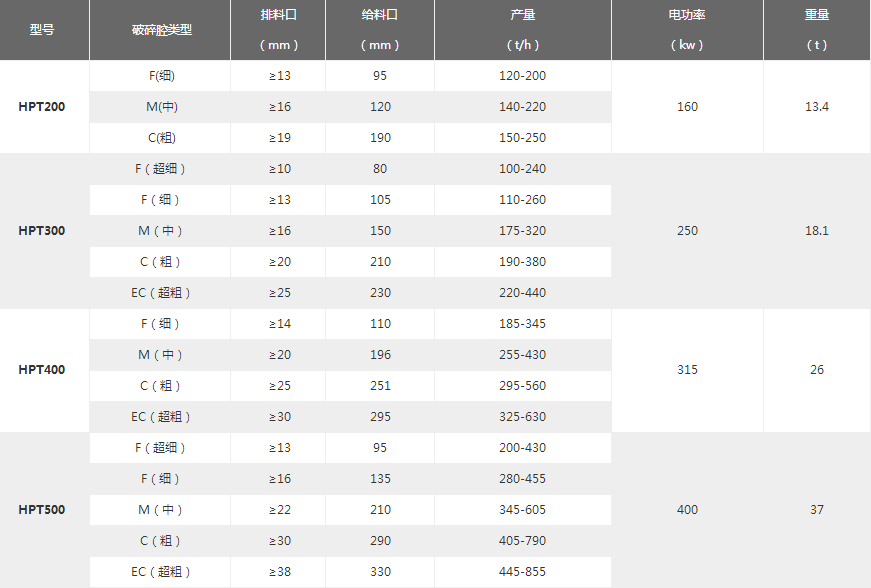 型号 破碎腔类型 排料口 给料口 产量 电功率 重量
（mm） （mm） （t/h） （kw） （t）
F(细) ≥13 95 120-200
HPT200 M(中) ≥16 120 140-220 160 13.4
C(粗) ≥19 190 150-250
F（超细） ≥10 80 100-240
F（细） ≥13 105 110-260
HPT300 M（中） ≥16 150 175-320 250 18.1
C（粗） ≥20 210 190-380
EC（超粗） ≥25 230 220-440
F（细） ≥14 110 185-345
M（中） ≥20 196 255-430
HPT400 315 26
C（粗） ≥25 251 295-560
EC（超粗） ≥30 295 325-630
F（超细） ≥13 95 200-430
F（细） ≥16 135 280-455
HPT500 M（中） ≥22 210 345-605 400 37
C（粗） ≥30 290 405-790
EC（超粗） ≥38 330 445-855